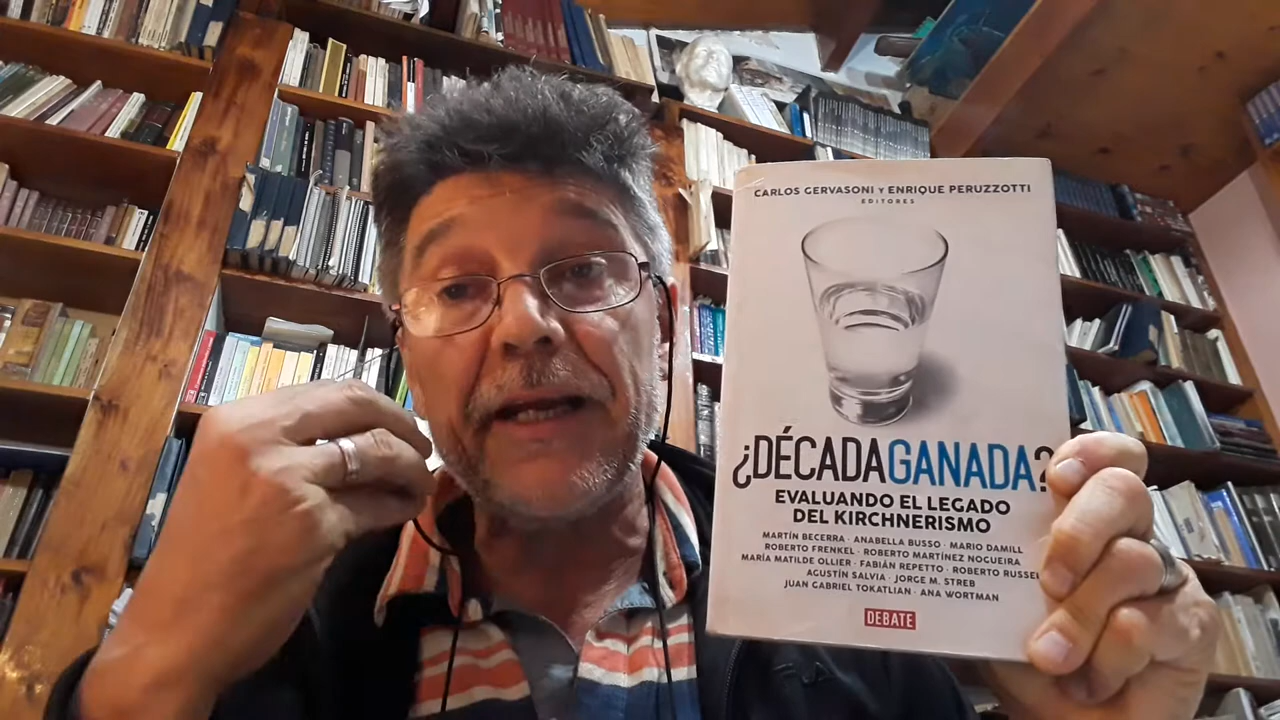 CARLOS GERVASONI Y ENRIQUE PERUZZOTTI
EDITORES
¿DÉCADAGANADA?
EVALUANDO EL LEGADO
DEL KIRCHNERISMO
MARTÍN BECERRA · ANABELLA BUSSO · MARIO DAMILL
ROBERTO FRENKEL · ROBERTO MARTÍNEZ NOGUEIRA
MARÍA MATILDE OLLIER · FABIÁN REPETTO · ROBERTO RUSSEL
AGUSTÍN SALVIA · JORGE M. STREB
JUAN GABRIEL TOKATLIAN · ANA WORTMAN
DEBATE